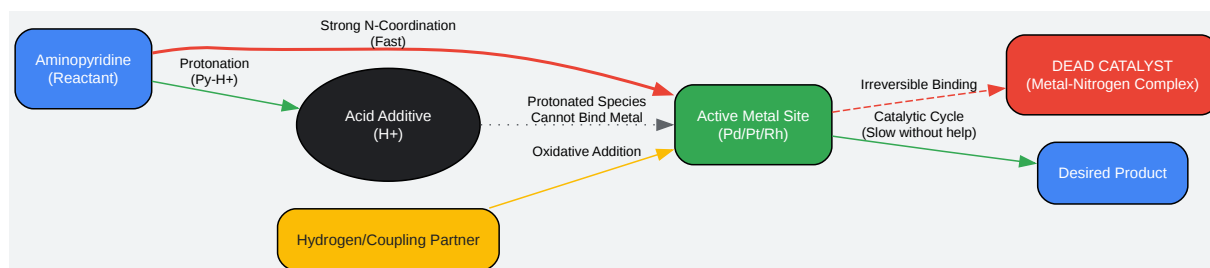 Strong N-Coordination
(Fast)
Aminopyridine
(Reactant)
Protonation
(Py-H+)
Acid Additive
(H+)
Protonated Species
Cannot Bind Metal
Oxidative Addition
Hydrogen/Coupling Partner
Active Metal Site
(Pd/Pt/Rh)
Irreversible Binding
Catalytic Cycle
(Slow without help)
DEAD CATALYST
(Metal-Nitrogen Complex)
Desired Product